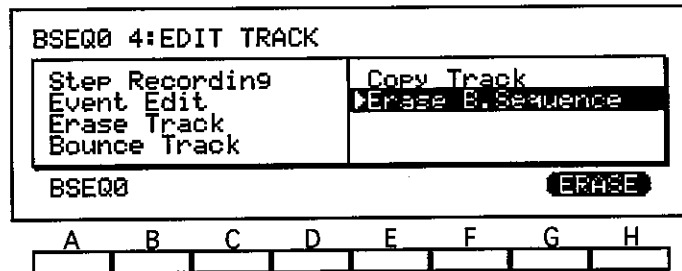 BSEQ0 4:EDIT TRACK
Step Recording
Event Edit
Erase Track
Bounce Track
Copy Track
▶Erase B.Sequence
BSEQ0
ERASE
A B C D E F G H